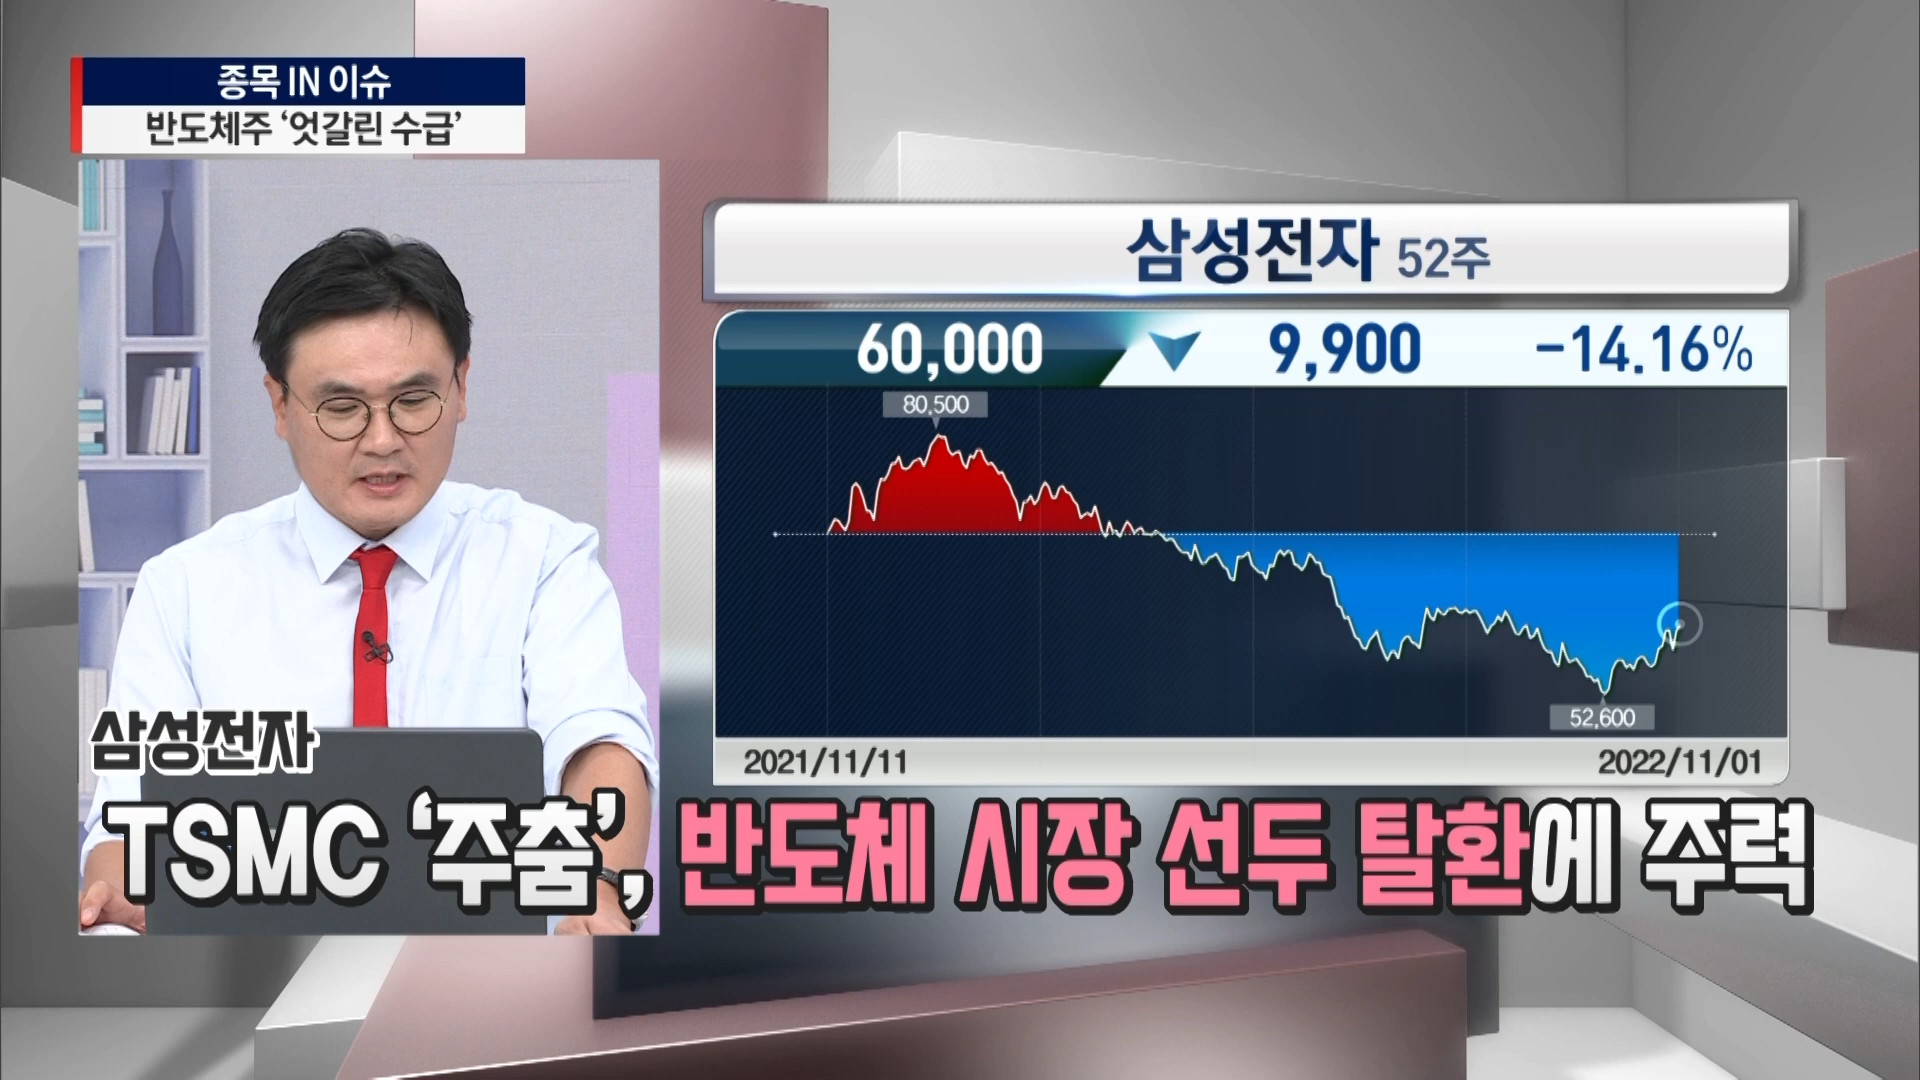 종목 IN 이슈
반도체주 ‘엇갈린 수급’
삼성전자 52주
60,000 9,900 -14.16%
80,500
52,600
2021/11/11 2022/11/01
삼성전자
TSMC ‘주춤’, 반도체 시장 선두 탈환에 주력